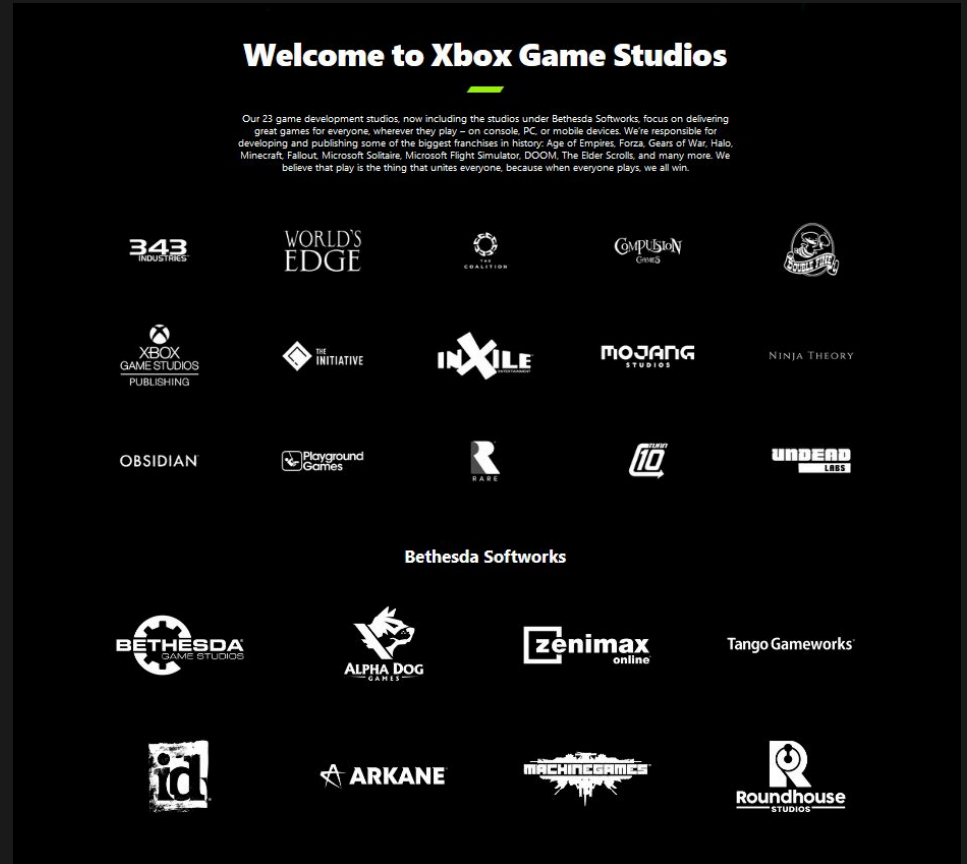 Welcome to Xbox Game Studios
Our 23 game development studios, now including the studios under Bethesda Softworks, focus on delivering
great games for everyone, wherever they play – on console, PC, or mobile devices. We're responsible for
developing and publishing some of the biggest franchises in history: Age of Empires, Forza, Gears of War, Halo,
Minecraft, Fallout, Microsoft Solitaire, Microsoft Flight Simulator, DOOM, The Elder Scrolls, and many more. We
believe that play is the thing that unites everyone, because when everyone plays, we all win.
343
INDUSTRIES
WORLD'S
EDGE
THE
COALITION
COMPULSION
GAMES
DOUBLE FINE
XBOX
GAME STUDIOS
PUBLISHING
THE
INITIATIVE
INXILE
ENTERTAINMENT
MOJANG
STUDIOS
NINJA THEORY
OBSIDIAN
Playground
Games
RARE
TURN
10
UNDEAD
LABS
Bethesda Softworks
BETHESDA
GAME STUDIOS
ALPHA DOG
GAMES
zenimax
online
Tango Gameworks
id
ARKANE
MACHINEGAMES
Roundhouse
STUDIOS